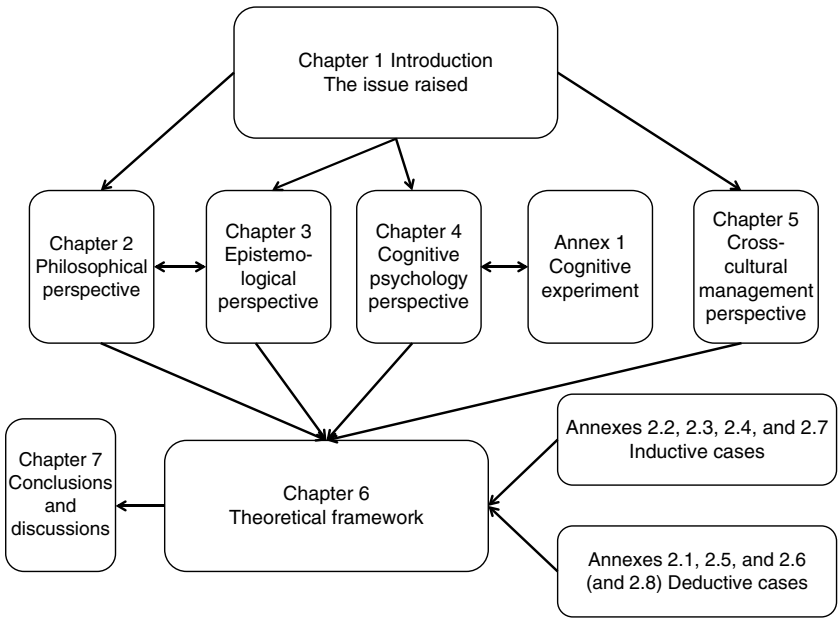 Chapter 1 Introduction
The issue raised
Chapter 2
Philosophical
perspective
Chapter 3
Epistemo-
logical
perspective
Chapter 4
Cognitive
psychology
perspective
Annex 1
Cognitive
experiment
Chapter 5
Cross-
cultural
management
perspective
Annexes 2.2, 2.3, 2.4, and 2.7
Inductive cases
Chapter 7
Conclusions
and
discussions
Chapter 6
Theoretical framework
Annexes 2.1, 2.5, and 2.6
(and 2.8) Deductive cases